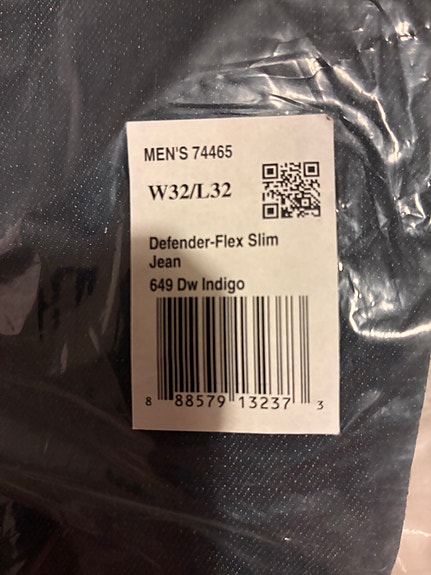 MEN'S 74465
W32/L32
Defender-Flex Slim
Jean
649 Dw Indigo
8 88579 13237 3